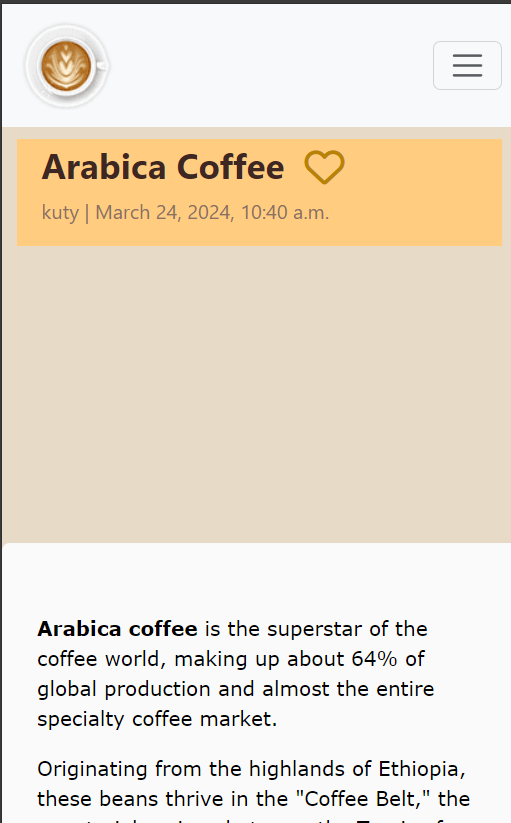 Arabica Coffee
kuty | March 24, 2024, 10:40 a.m.
Arabica coffee is the superstar of the
coffee world, making up about 64% of
global production and almost the entire
specialty coffee market.
Originating from the highlands of Ethiopia,
these beans thrive in the "Coffee Belt," the